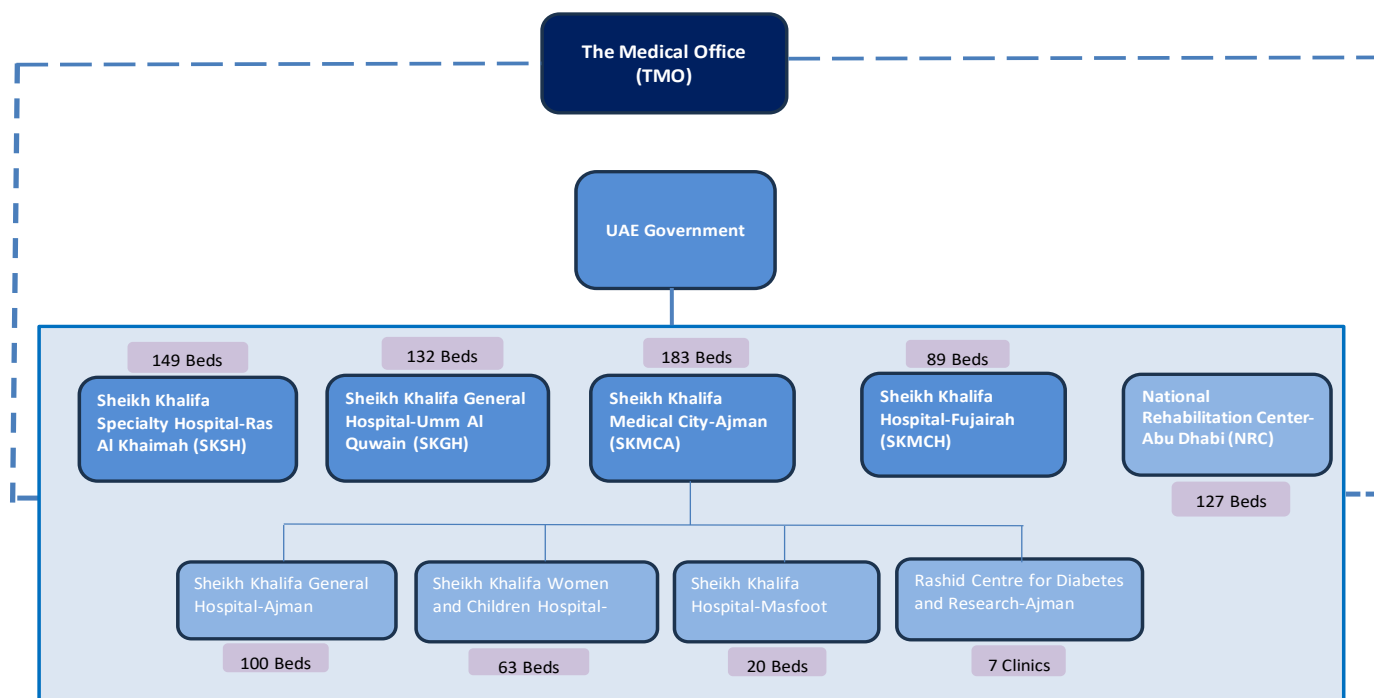 The Medical Office
(TMO)
UAE Government
149 Beds
132 Beds
183 Beds
89 Beds
Sheikh Khalifa
Specialty Hospital-Ras
Al Khaimah (SKSH)
Sheikh Khalifa General
Hospital-Umm Al
Quwain (SKGH)
Sheikh Khalifa
Medical City-Ajman
(SKMCA)
Sheikh Khalifa
Hospital-Fujairah
(SKMCH)
National
Rehabilitation Center-
Abu Dhabi (NRC)
127 Beds
Sheikh Khalifa General
Hospital-Ajman
Sheikh Khalifa Women
and Children Hospital-
Sheikh Khalifa
Hospital-Masfoot
Rashid Centre for Diabetes
and Research-Ajman
100 Beds
63 Beds
20 Beds
7 Clinics